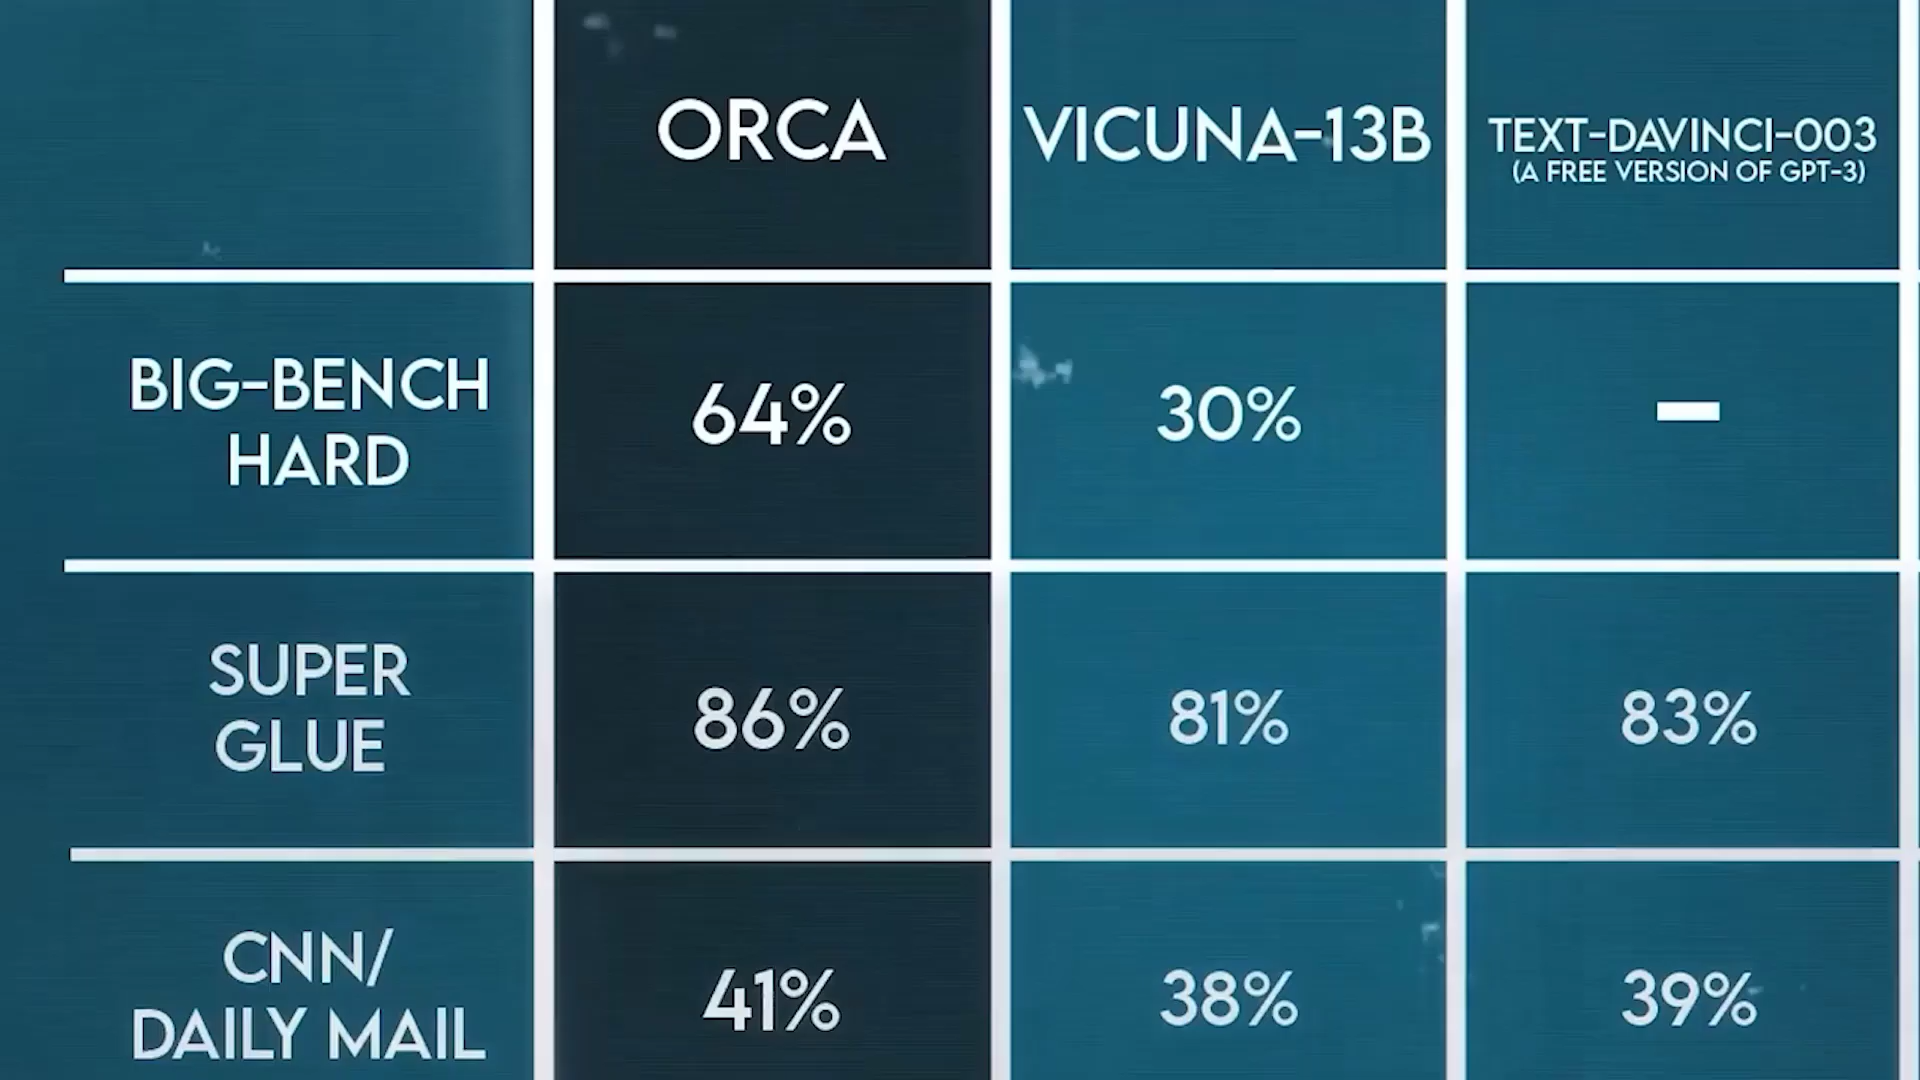 ORCA
VICUNA-13B
TEXT-DAVINCI-003
(A FREE VERSION OF GPT-3)
BIG-BENCH
HARD
64%
30%
-
SUPER
GLUE
86%
81%
83%
CNN/
DAILY MAIL
41%
38%
39%